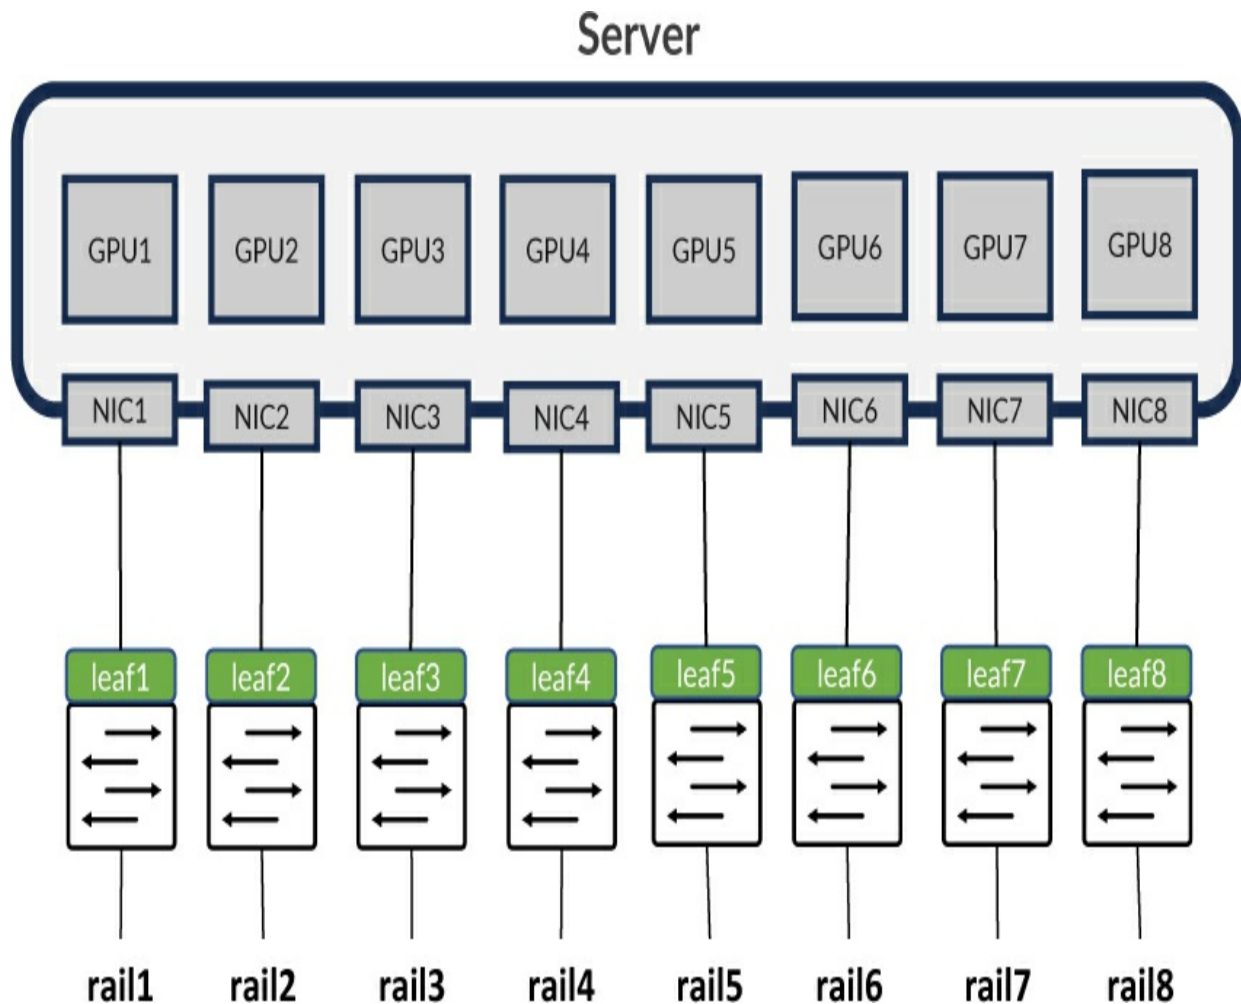 Server
GPU1 GPU2 GPU3 GPU4 GPU5 GPU6 GPU7 GPU8
NIC1 NIC2 NIC3 NIC4 NIC5 NIC6 NIC7 NIC8
leaf1 leaf2 leaf3 leaf4 leaf5 leaf6 leaf7 leaf8
rail1 rail2 rail3 rail4 rail5 rail6 rail7 rail8